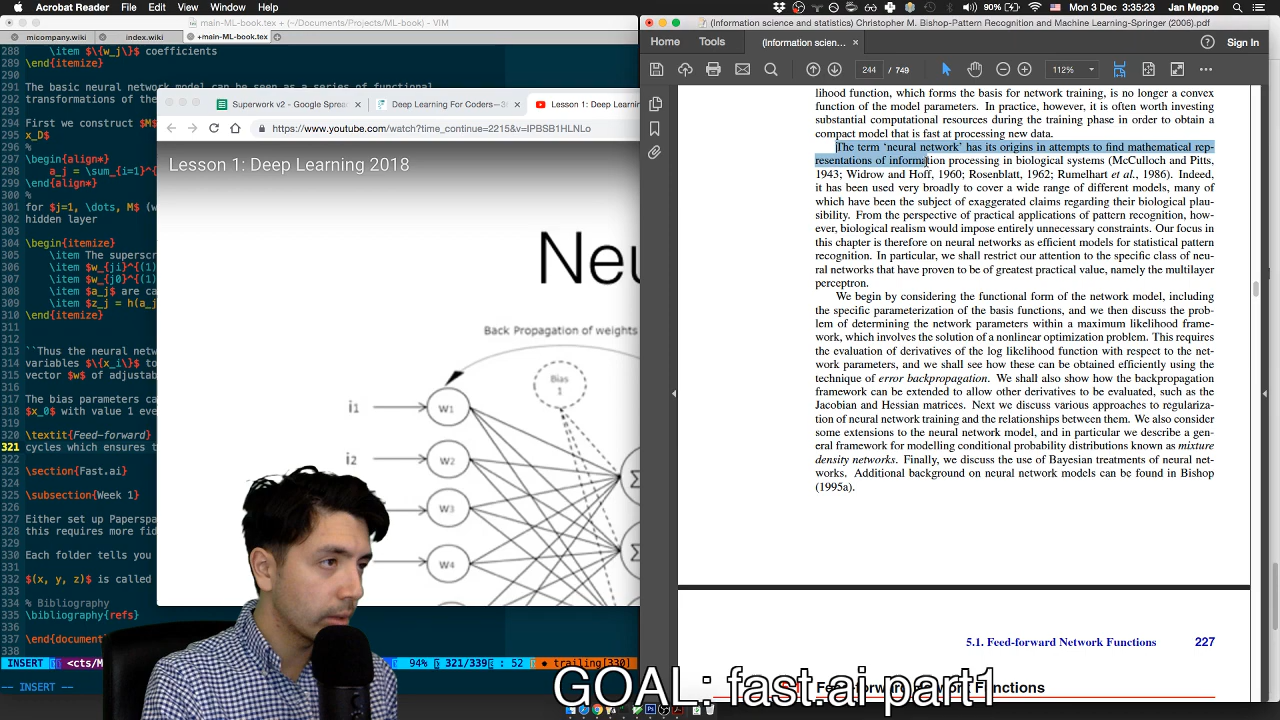 Acrobat Reader File Edit View Window Help
90% Jarad Meppe
main-ML-book.tex + (~/Documents/Projects/ML-book) - VIM
micompany.wiki index.wiki +main-ML-book.tex
288 \item $\{w_j\}$ coefficients
289 \end{itemize}
290
291 The basic neural network model can be seen as a series of functional
292 transformations of the
293
294 First we construct $M$
295 x_D$
296 %
297 \begin{align}
298 a_j = \sum_{i=1}
299 \end{align}
300 %
301 for $j=1, \dots, M$ (w
302 hidden layer
303
304 \begin{itemize}
305 \item The superscr
306 \item $w_{ji}^{(1)
307 \item $w_{j0}^{(1)
308 \item $a_j$ are ca
309 \item $z_j = h(a_j
310 \end{itemize}
311
312
313 ``Thus the neural netw
314 variables $\{x_i\}$ to
315 vector $w$ of adjustab
316
317 The bias parameters ca
318 $x_0$ with value 1 eve
319
320 \textit{Feed-forward}
321 cycles which ensures t
322
323 \section{Fast.ai}
324
325 \subsection{Week 1}
326
327 Either set up Paperspa
328 this requires more fid
329
330 Each folder tells you
331
332 $(x, y, z)$ is called
333
334 % Bibliography
335 \bibliography{refs}
336
337 \end{document
338
INSERT <cts/M 94% 321/339 : 52 trailing[330]
-- INSERT --
Superwork v2 - Google Spread Deep Learning For Coders—3 Lesson 1: Deep Learnin
https://www.youtube.com/watch?time_continue=2215&v=IPBSB1HLNLo
Lesson 1: Deep Learning 2018
Neu
Back Propagation of weights
Bias
1
i1 W1
i2 W2
W3
W4
Σ
Σ
(Information science and statistics) Christopher M. Bishop-Pattern Recognition and Machine Learning-Springer (2006).pdf
Home Tools (Information scien... × Sign In
244 / 749 112%
lihood function, which forms the basis for network training, is no longer a convex
function of the model parameters. In practice, however, it is often worth investing
substantial computational resources during the training phase in order to obtain a
compact model that is fast at processing new data.
The term ‘neural network’ has its origins in attempts to find mathematical rep-
resentations of information processing in biological systems (McCulloch and Pitts,
1943; Widrow and Hoff, 1960; Rosenblatt, 1962; Rumelhart et al., 1986). Indeed,
it has been used very broadly to cover a wide range of different models, many of
which have been the subject of exaggerated claims regarding their biological plau-
sibility. From the perspective of practical applications of pattern recognition, how-
ever, biological realism would impose entirely unnecessary constraints. Our focus in
this chapter is therefore on neural networks as efficient models for statistical pattern
recognition. In particular, we shall restrict our attention to the specific class of neu-
ral networks that have proven to be of greatest practical value, namely the multilayer
perceptron.
We begin by considering the functional form of the network model, including
the specific parameterization of the basis functions, and we then discuss the prob-
lem of determining the network parameters within a maximum likelihood frame-
work, which involves the solution of a nonlinear optimization problem. This requires
the evaluation of derivatives of the log likelihood function with respect to the net-
work parameters, and we shall see how these can be obtained efficiently using the
technique of error backpropagation. We shall also show how the backpropagation
framework can be extended to allow other derivatives to be evaluated, such as the
Jacobian and Hessian matrices. Next we discuss various approaches to regulariza-
tion of neural network training and the relationships between them. We also consider
some extensions to the neural network model, and in particular we describe a gen-
eral framework for modelling conditional probability distributions known as mixture
density networks. Finally, we discuss the use of Bayesian treatments of neural net-
works. Additional background on neural network models can be found in Bishop
(1995a).
5.1. Feed-forward Network Functions 227
Feed-forward Network Functions
GOAL: fast.ai part1